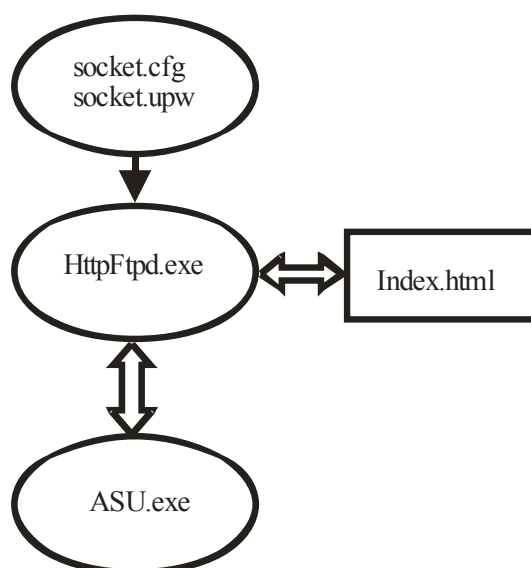 socket.cfg
socket.upw
HttpFtpd.exe
Index.html
ASU.exe